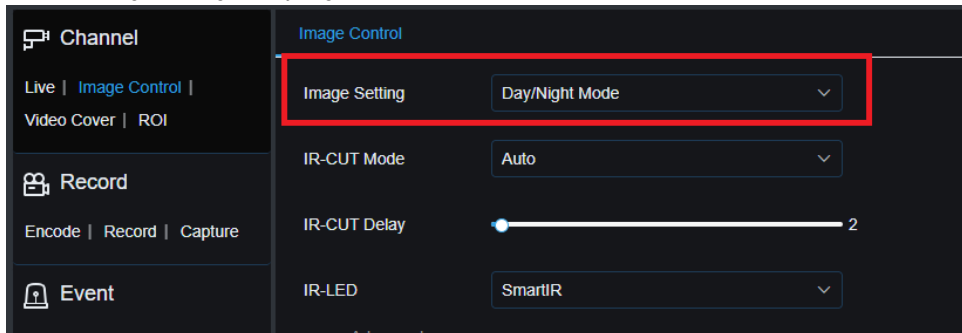 Channel
Live | Image Control |
Video Cover | ROI
Record
Encode | Record | Capture
Event
Image Control
Image Setting Day/Night Mode
IR-CUT Mode Auto
IR-CUT Delay 2
IR-LED SmartIR